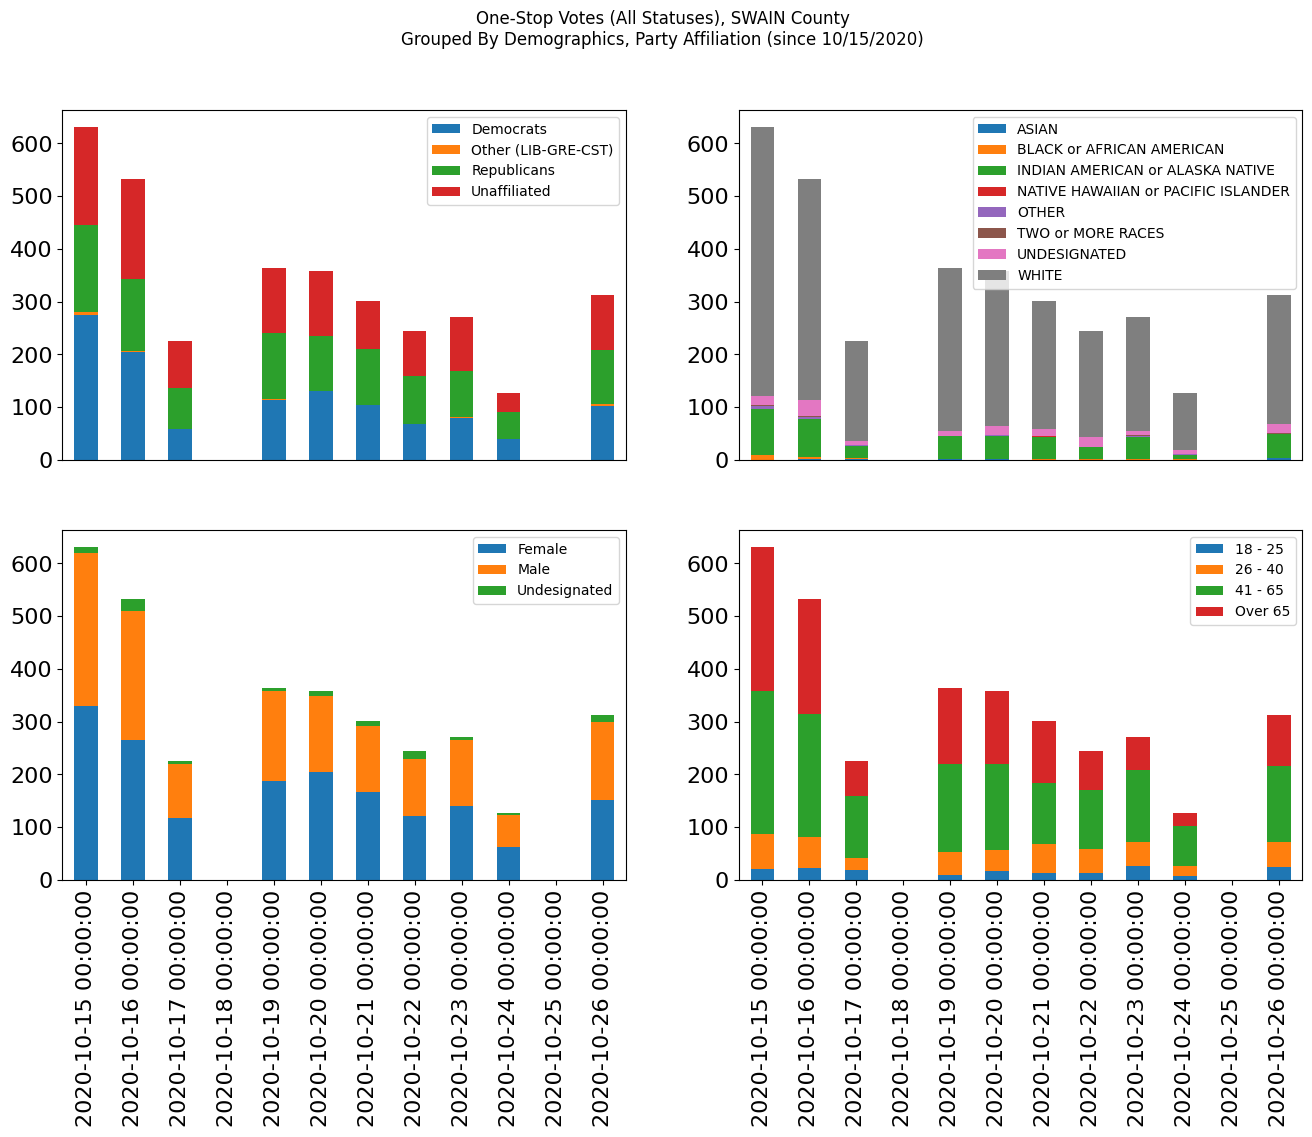 One-Stop Votes (All Statuses), SWAIN County
Grouped By Demographics, Party Affiliation (since 10/15/2020)
600
500
400
300
200
100
0
Democrats
Other (LIB-GRE-CST)
Republicans
Unaffiliated
600
500
400
300
200
100
0
ASIAN
BLACK or AFRICAN AMERICAN
INDIAN AMERICAN or ALASKA NATIVE
NATIVE HAWAIIAN or PACIFIC ISLANDER
OTHER
TWO or MORE RACES
UNDESIGNATED
WHITE
600
500
400
300
200
100
0
Female
Male
Undesignated
2020-10-15 00:00:00
2020-10-16 00:00:00
2020-10-17 00:00:00
2020-10-18 00:00:00
2020-10-19 00:00:00
2020-10-20 00:00:00
2020-10-21 00:00:00
2020-10-22 00:00:00
2020-10-23 00:00:00
2020-10-24 00:00:00
2020-10-25 00:00:00
2020-10-26 00:00:00
600
500
400
300
200
100
0
18 - 25
26 - 40
41 - 65
Over 65
2020-10-15 00:00:00
2020-10-16 00:00:00
2020-10-17 00:00:00
2020-10-18 00:00:00
2020-10-19 00:00:00
2020-10-20 00:00:00
2020-10-21 00:00:00
2020-10-22 00:00:00
2020-10-23 00:00:00
2020-10-24 00:00:00
2020-10-25 00:00:00
2020-10-26 00:00:00